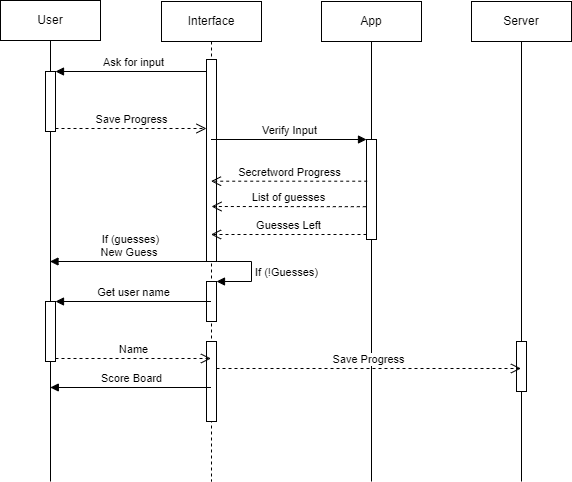 User
Interface
App
Server
Ask for input
Save Progress
Verify Input
Secretword Progress
List of guesses
Guesses Left
If (guesses)
New Guess
If (!Guesses)
Get user name
Name
Save Progress
Score Board